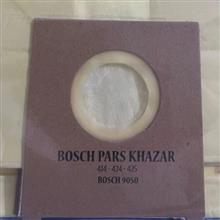 BOSCH PARS KHAZAR
414 - 424 - 425
BOSCH 9050